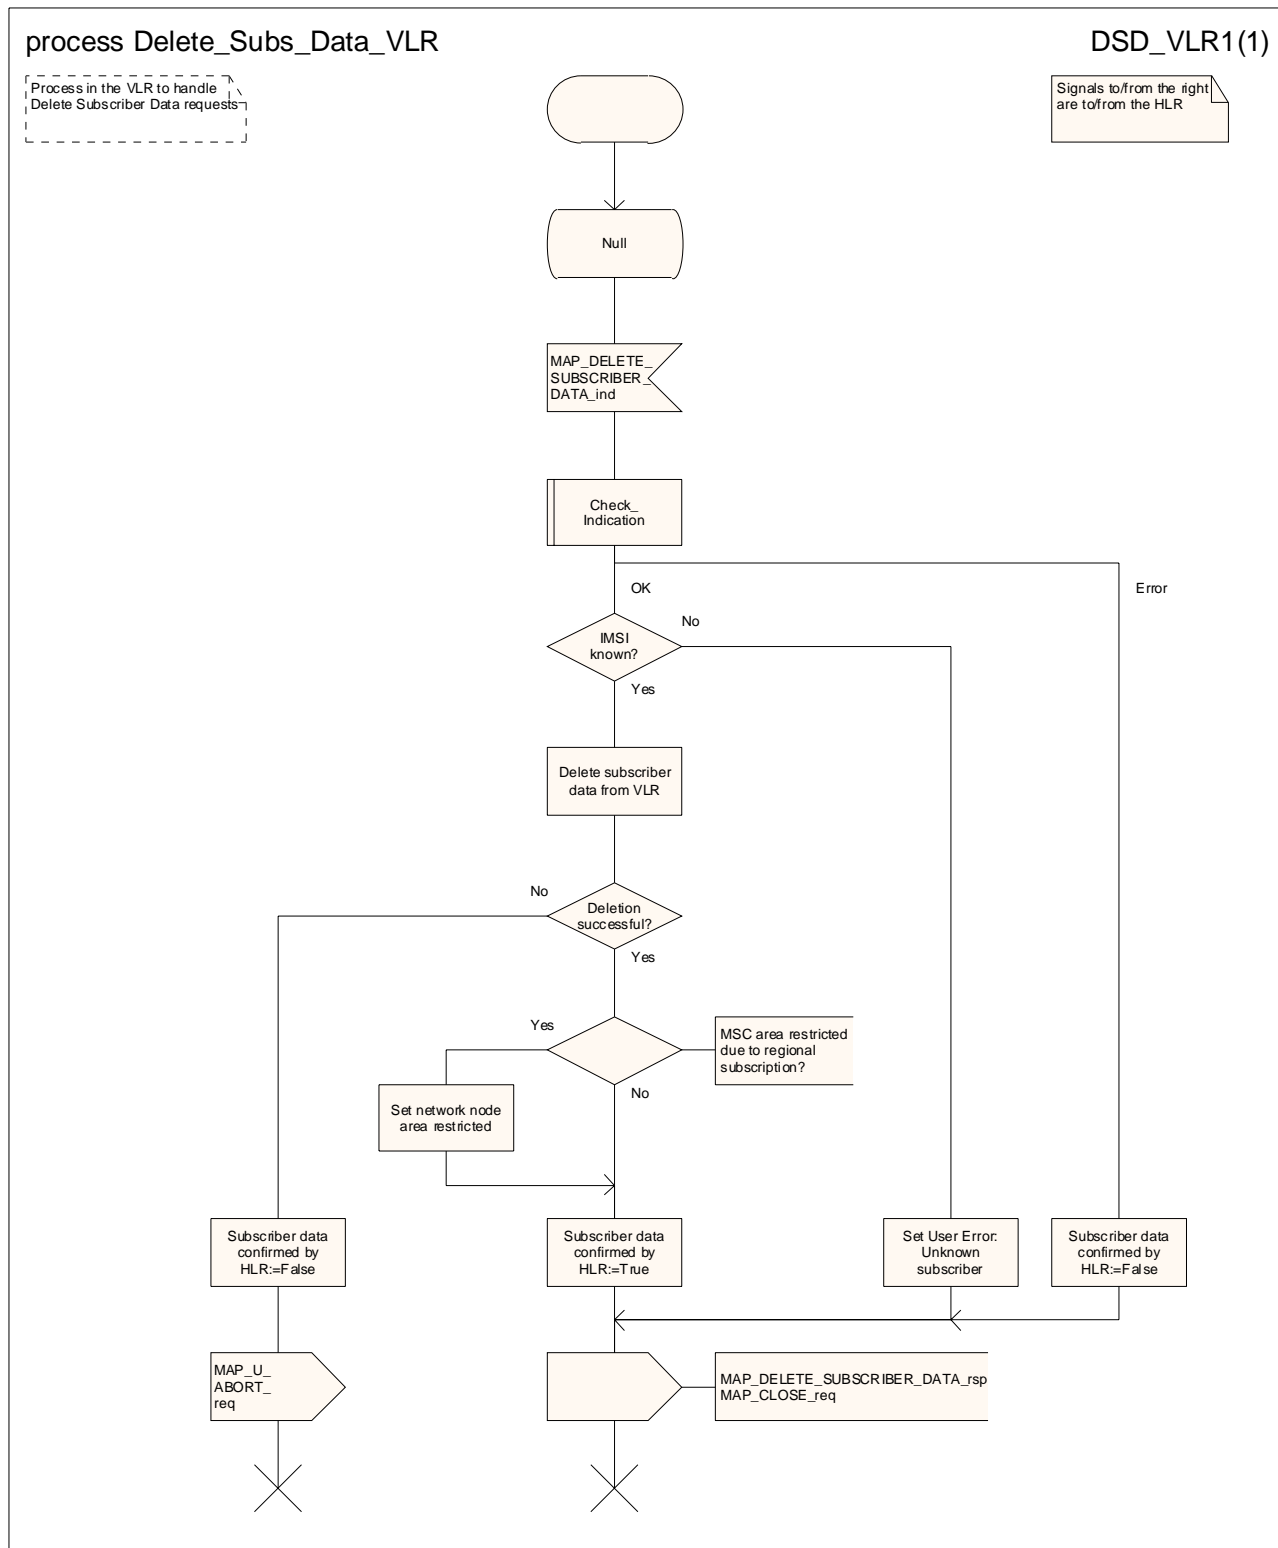 process Delete_Subs_Data_VLR
DSD_VLR1(1)
Process in the VLR to handle
Delete Subscriber Data requests
Signals to/from the right
are to/from the HLR
Null
MAP_DELETE_
SUBSCRIBER_
DATA_ind
Check_
Indication
OK
Error
IMSI
known?
No
Yes
Delete subscriber
data from VLR
No
Deletion
successful?
Yes
Yes
MSC area restricted
due to regional
subscription?
No
Set network node
area restricted
Subscriber data
confirmed by
HLR:=False
Subscriber data
confirmed by
HLR:=True
Set User Error:
Unknown
subscriber
Subscriber data
confirmed by
HLR:=False
MAP_U_
ABORT_
req
MAP_DELETE_SUBSCRIBER_DATA_rsp
MAP_CLOSE_req